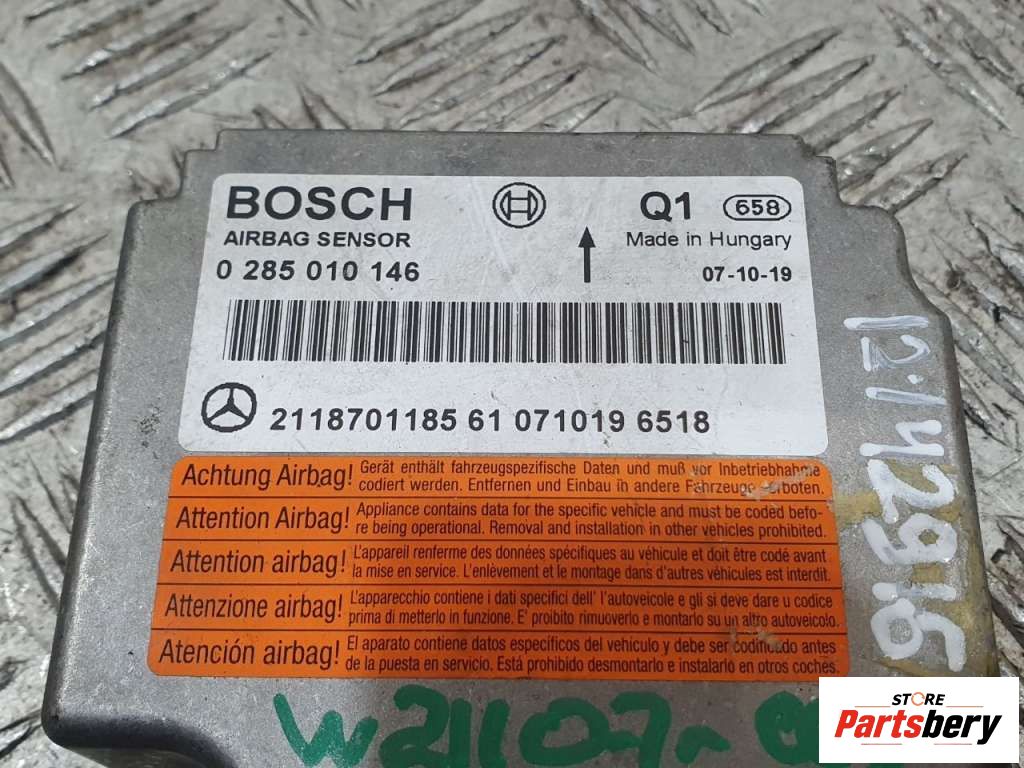 BOSCH
Q1 658
AIRBAG SENSOR
Made in Hungary
0 285 010 146
07-10-19
2118701185 61 071019 6518
Achtung Airbag! Gerät enthält fahrzeugspezifische Daten und muß vor Inbetriebnahme
codiert werden. Entfernen und Einbau in andere Fahrzeuge verboten.
Attention Airbag! Appliance contains data for the specific vehicle and must be coded befo-
re being operational. Removal and installation in other vehicles prohibited.
Attention airbag! L'appareil renferme des données spécifiques au véhicule et doit être codé avant
la mise en service. L'enlèvement et le montage dans d'autres véhicules est interdit.
Attenzione airbag! L'apparecchio contiene i dati specifici dell' l'autoveicole e gli si deve dare u codice
prima di metterlo in funzione. E' proibito rimuoverlo e montarlo su un altro autoveicolo.
Atención airbag! El aparato contiene datos especificos del vehículo y debe ser codificado antes
de la puesta en servicio. Está prohibido desmontarlo e instalarlo en otros coches.
W21107-
STORE
Partsbery